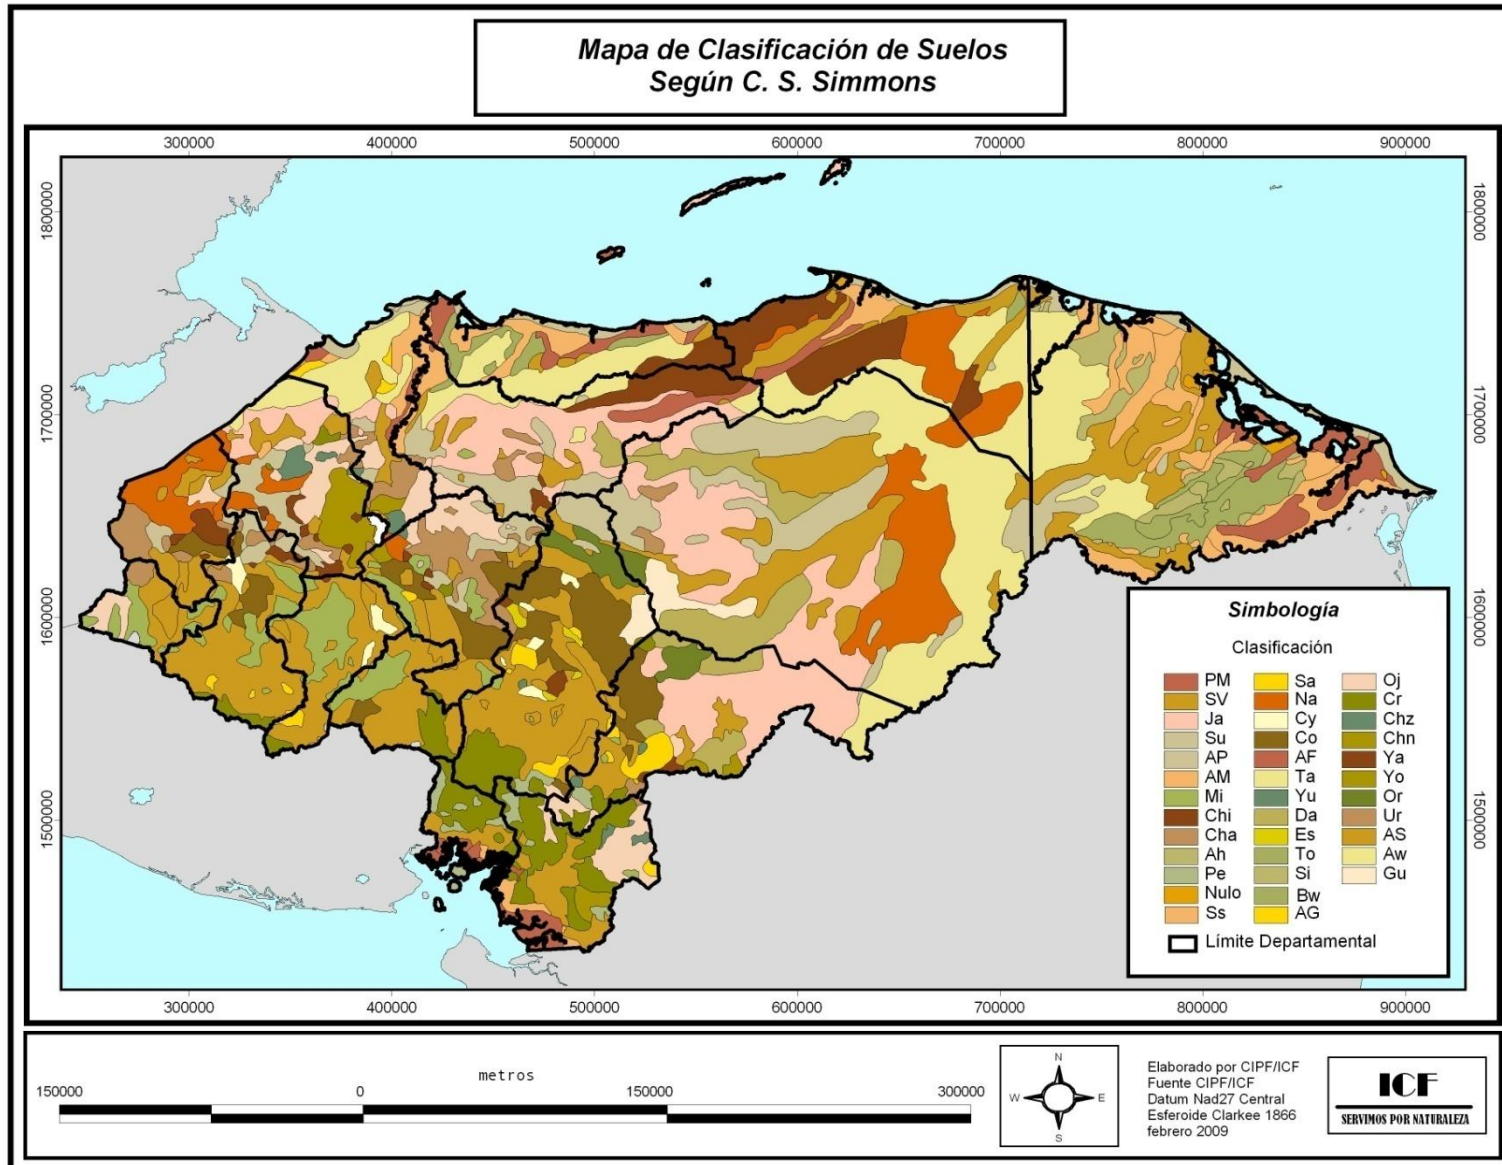 Mapa de Clasificación de Suelos
Según C. S. Simmons
300000 400000 500000 600000 700000 800000 900000
1800000 1800000
1700000 1700000
1600000 1600000
1500000 1500000
Simbología
Clasificación
PM Sa Oj
SV Na Cr
Ja Cy Chz
Su Co Chn
AP AF Ya
AM Ta Yo
Mi Yu Or
Chi Da Ur
Cha Es AS
Ah To Aw
Pe Si Gu
Nulo Bw
Ss AG
Límite Departamental
300000 400000 500000 600000 700000 800000 900000
metros
150000 0 150000 300000
N
W E
S
Elaborado por CIPF/ICF
Fuente CIPF/ICF
Datum Nad27 Central
Esferoide Clarkee 1866
febrero 2009
ICF
SERVIMOS POR NATURALEZA